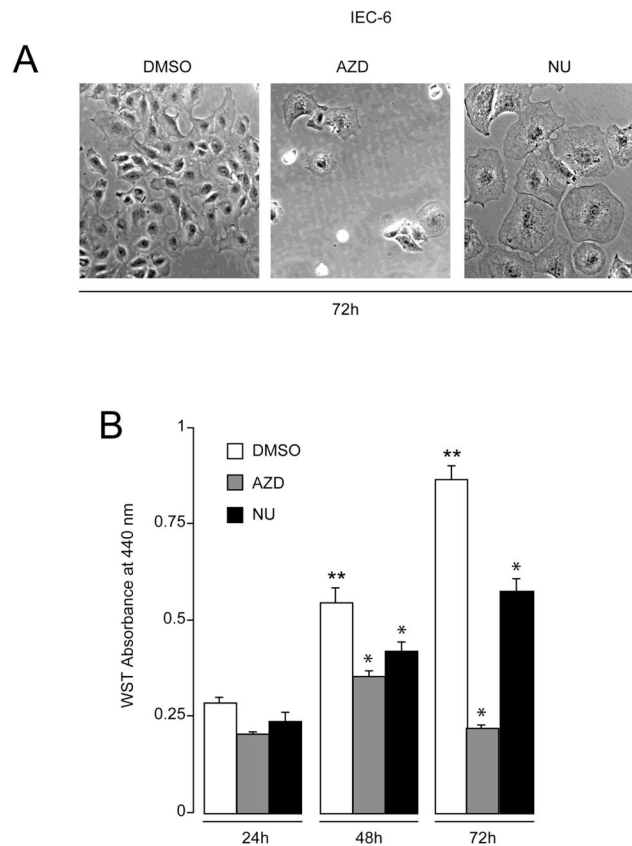 IEC-6
A
DMSO AZD NU
72h
B
WST Absorbance at 440 nm
1
0.75
0.5
0.25
0
DMSO
AZD
NU
** * * ** * *
24h 48h 72h